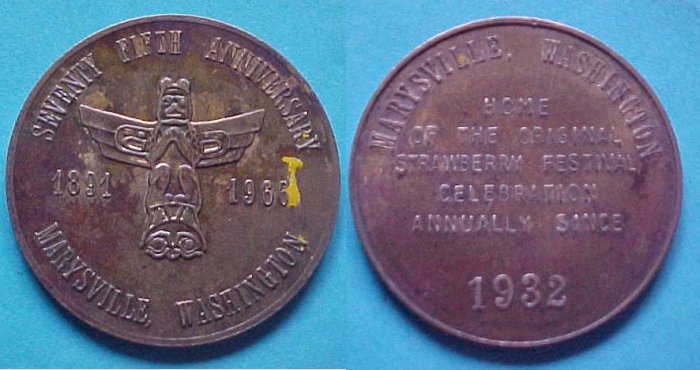 SEVENTY FIFTH ANNIVERSARY
1891 1966
MARYSVILLE, WASHINGTON
MARYSVILLE, WASHINGTON
HOME
OF THE ORIGINAL
STRAWBERRY FESTIVAL
CELEBRATION
ANNUALLY SINCE
1932